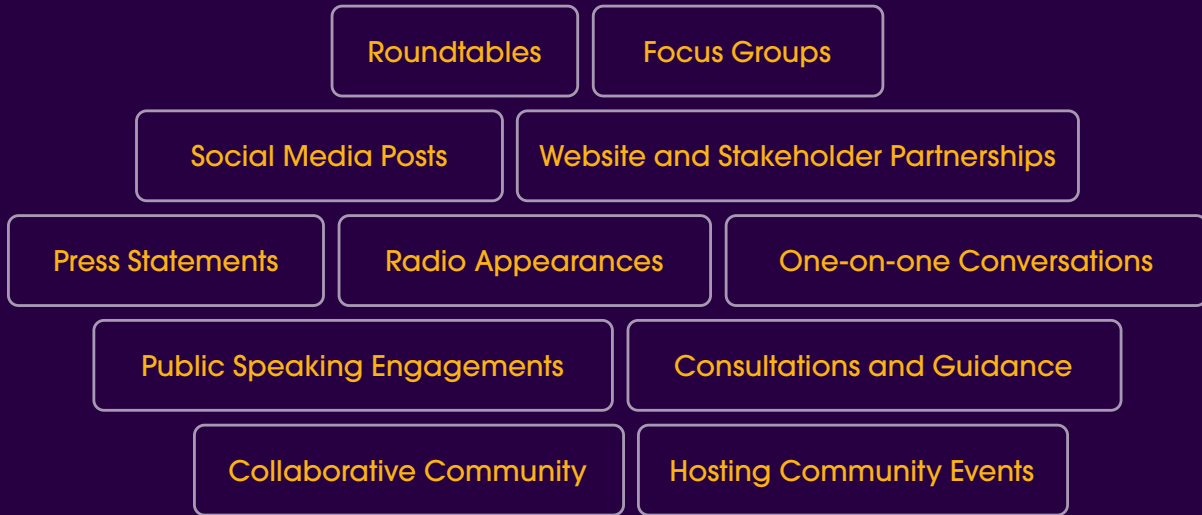 Roundtables
Focus Groups
Social Media Posts
Website and Stakeholder Partnerships
Press Statements
Radio Appearances
One-on-one Conversations
Public Speaking Engagements
Consultations and Guidance
Collaborative Community
Hosting Community Events